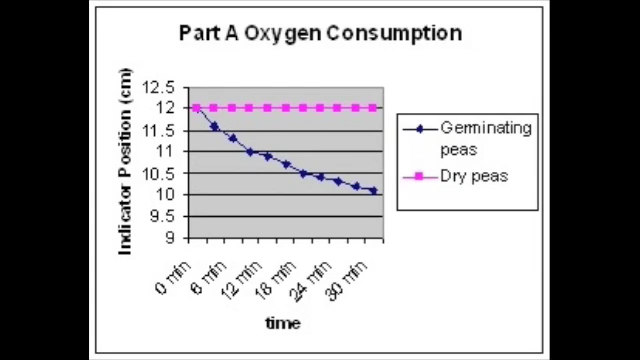 Part A Oxygen Consumption
Indicator Position (cm)
12.5
12
11.5
11
10.5
10
9.5
9
0 min
6 min
12 min
18 min
24 min
30 min
time
Germinating
peas
Dry peas